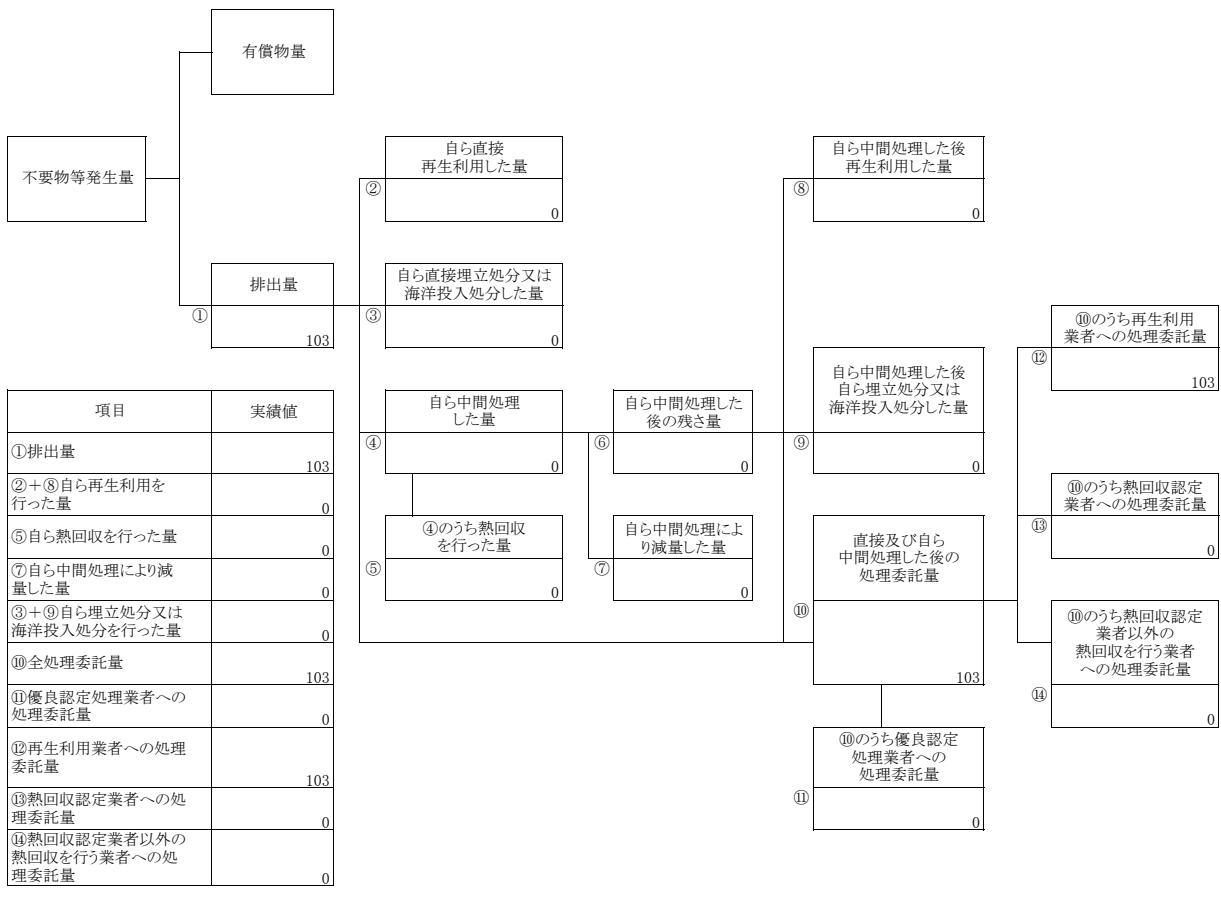 有償物量
不要物等発生量
自ら直接
再生利用した量
②
0
自ら中間処理した後
再生利用した量
⑧
0
排出量
①
103
自ら直接埋立処分又は
海洋投入処分した量
③
0
⑩のうち再生利用
業者への処理委託量
⑫
103
自ら中間処理
した量
④
0
自ら中間処理した
後の残さ量
⑥
0
自ら中間処理した後
自ら埋立処分又は
海洋投入処分した量
⑨
0
⑩のうち熱回収認定
業者への処理委託量
⑬
0
④のうち熱回収
を行った量
⑤
0
自ら中間処理によ
り減量した量
⑦
0
直接及び自ら
中間処理した後の
処理委託量
⑩
103
⑩のうち熱回収認定
業者以外の
熱回収を行う業者
への処理委託量
⑭
0
⑩のうち優良認定
処理業者への
処理委託量
⑪
0
項目 実績値
①排出量
103
②＋⑧自ら再生利用を
行った量
0
⑤自ら熱回収を行った量
0
⑦自ら中間処理により減
量した量
0
③＋⑨自ら埋立処分又は
海洋投入処分を行った量
0
⑩全処理委託量
103
⑪優良認定処理業者への
処理委託量
0
⑫再生利用業者への処理
委託量
103
⑬熱回収認定業者への処
理委託量
0
⑭熱回収認定業者以外の
熱回収を行う業者への処
理委託量
0